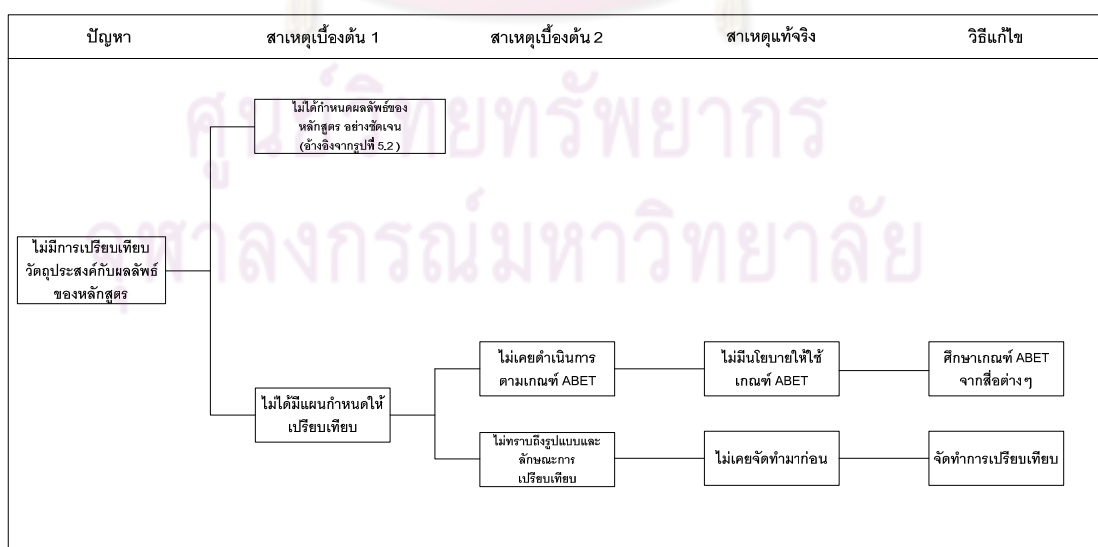 ปัญหา
สาเหตุเบื้องต้น 1
สาเหตุเบื้องต้น 2
สาเหตุแท้จริง
วิธีแก้ไข
ศูนย์วิทยทรัพยากร
จุฬาลงกรณ์มหาวิทยาลัย
ไม่ได้กำหนดผลลัพธ์ของ
หลักสูตร อย่างชัดเจน
(อ้างอิงจากรูปที่ 5.2 )
ไม่มีการเปรียบเทียบ
วัตถุประสงค์กับผลลัพธ์
ของหลักสูตร
ไม่ได้มีแผนกำหนดให้
เปรียบเทียบ
ไม่เคยดำเนินการ
ตามเกณฑ์ ABET
ไม่มีนโยบายให้ใช้
เกณฑ์ ABET
ศึกษาเกณฑ์ ABET
จากสื่อต่างๆ
ไม่ทราบถึงรูปแบบและ
ลักษณะการ
เปรียบเทียบ
ไม่เคยจัดทำมาก่อน
จัดทำการเปรียบเทียบ